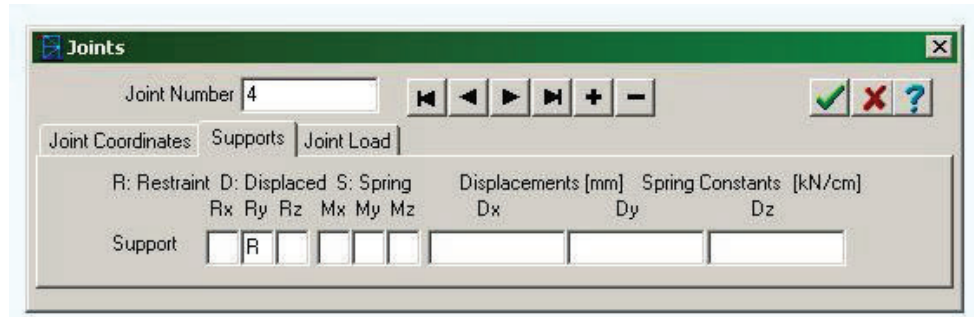 Joints
Joint Number 4
Joint Coordinates Supports Joint Load
R: Restraint D: Displaced S: Spring Displacements [mm] Spring Constants [kN/cm]
Rx Ry Rz Mx My Mz Dx Dy Dz
Support R